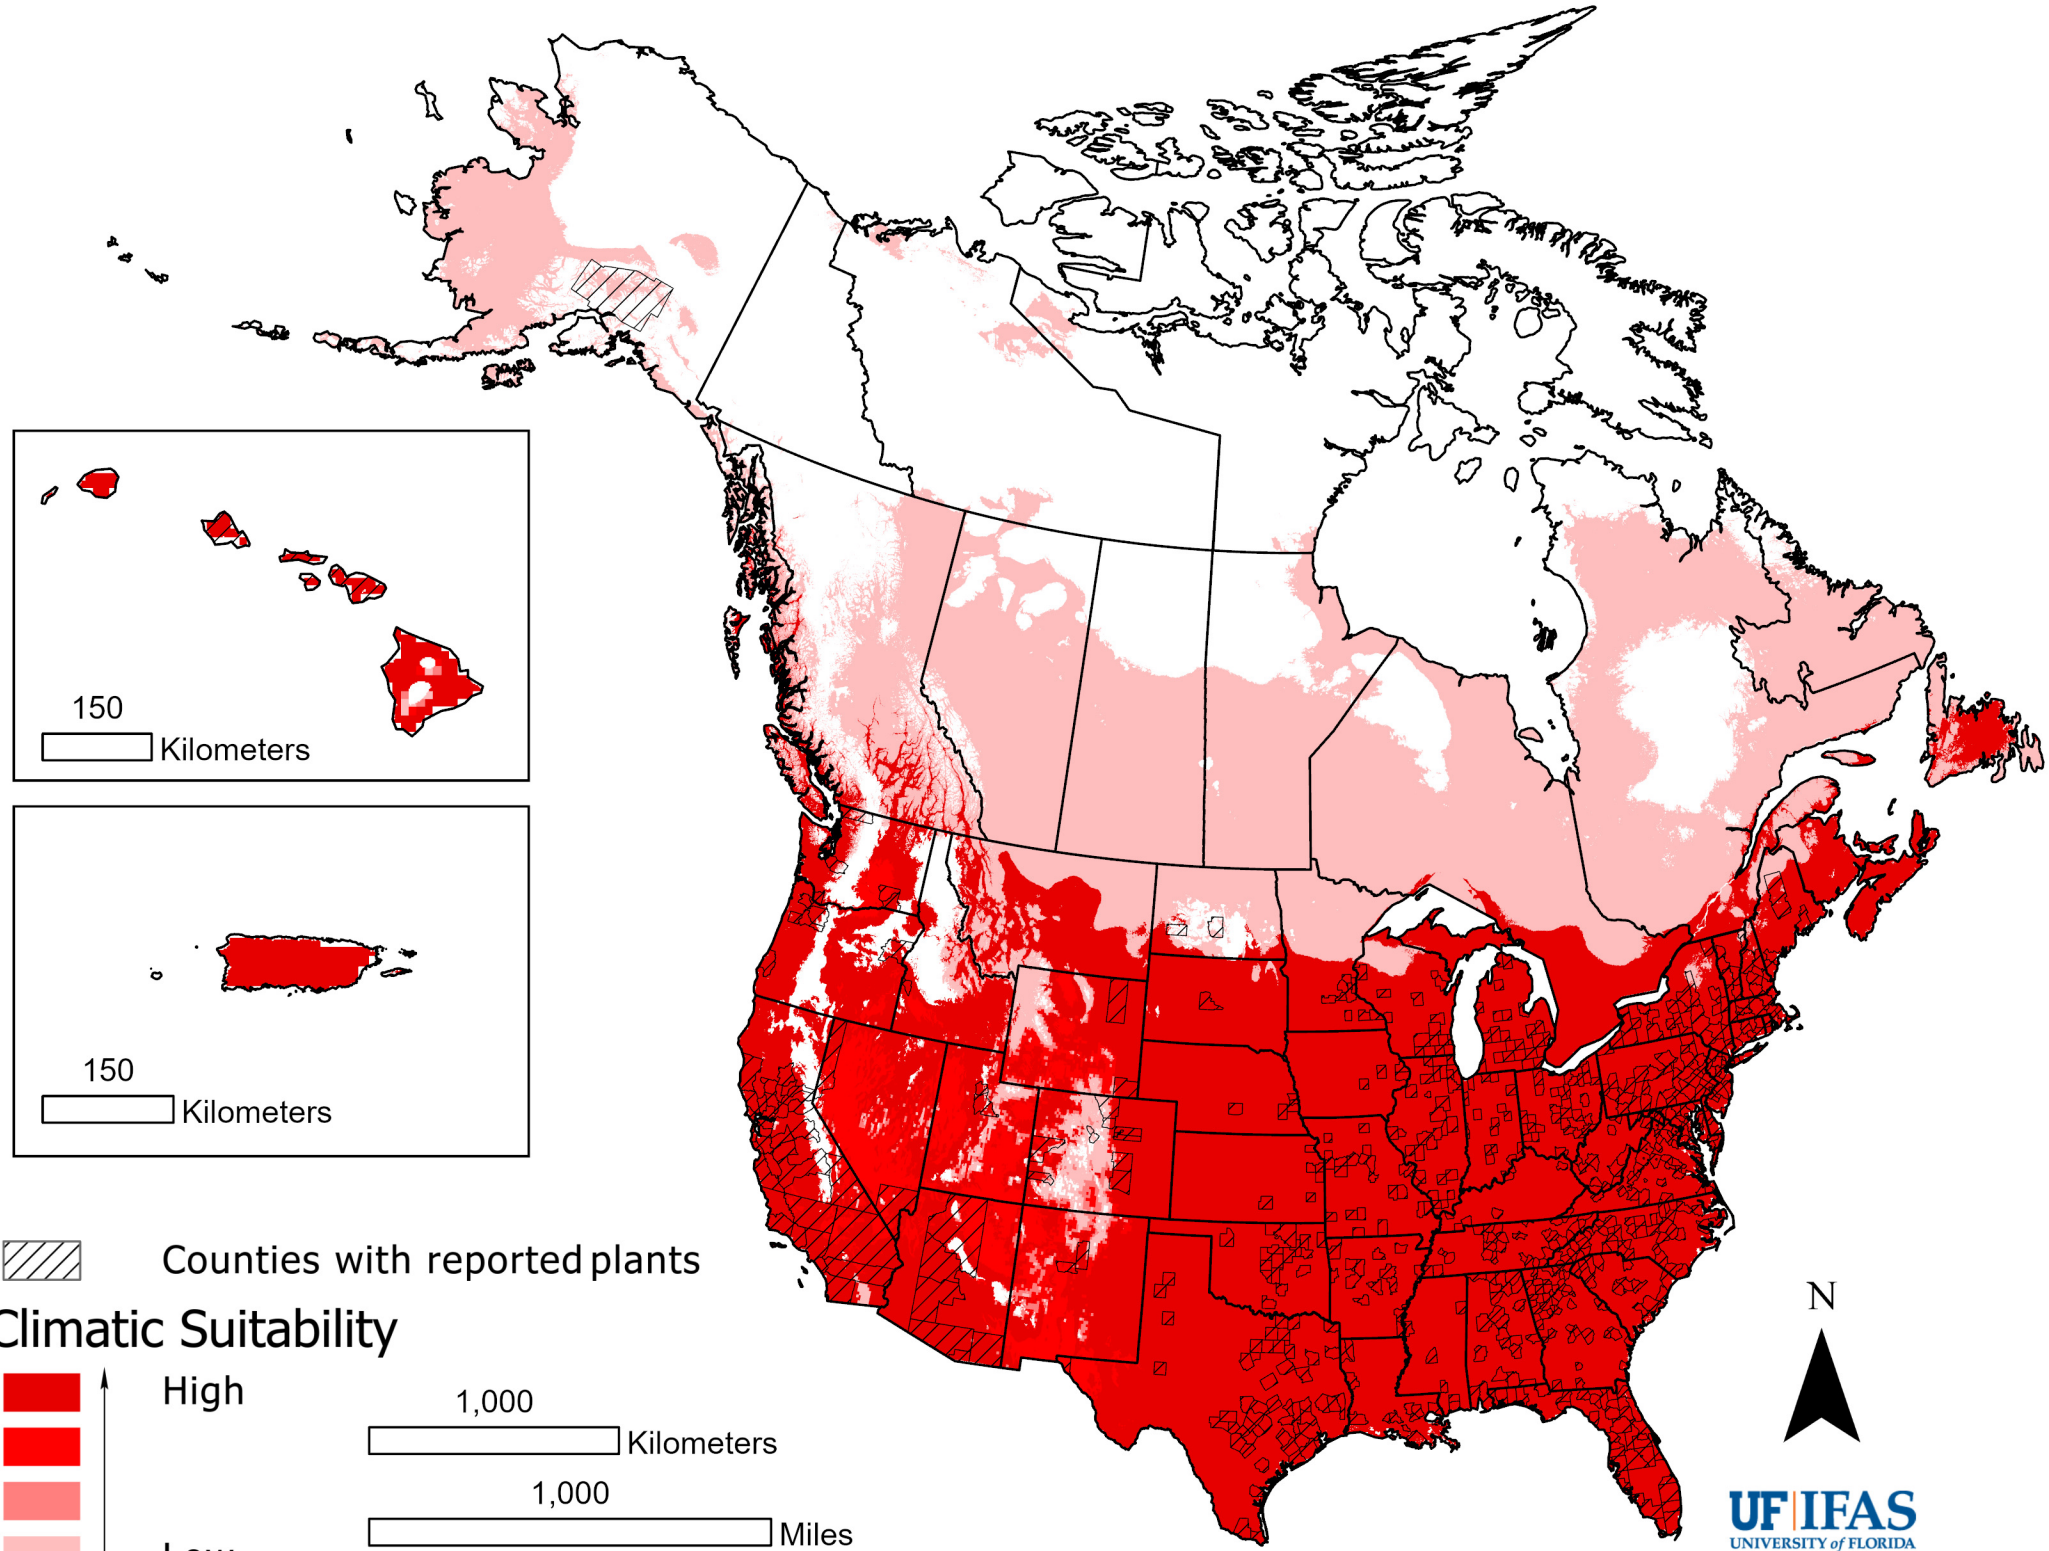 150
Kilometers
150
Kilometers
Counties with reported plants
Climatic Suitability
High
1,000
Kilometers
1,000
Miles
N
UF|IFAS
UNIVERSITY of FLORIDA